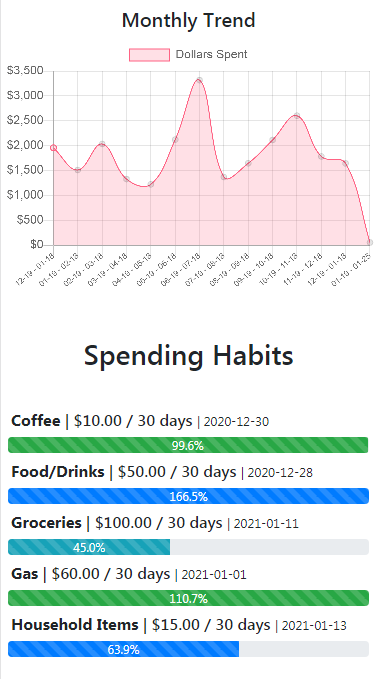 Monthly Trend
Dollars Spent
$3,500
$3,000
$2,500
$2,000
$1,500
$1,000
$500
$0
12-19 - 01-18
01-19 - 02-18
02-19 - 03-18
03-19 - 04-18
04-19 - 05-18
05-19 - 06-18
06-19 - 07-18
07-19 - 08-18
08-19 - 09-18
09-19 - 10-18
10-19 - 11-18
11-19 - 12-18
12-19 - 01-18
Spending Habits
Coffee | $10.00 / 30 days | 2020-12-30
99.6%
Food/Drinks | $50.00 / 30 days | 2020-12-28
166.5%
Groceries | $100.00 / 30 days | 2021-01-11
45.0%
Gas | $60.00 / 30 days | 2021-01-01
110.7%
Household Items | $15.00 / 30 days | 2021-01-13
63.9%